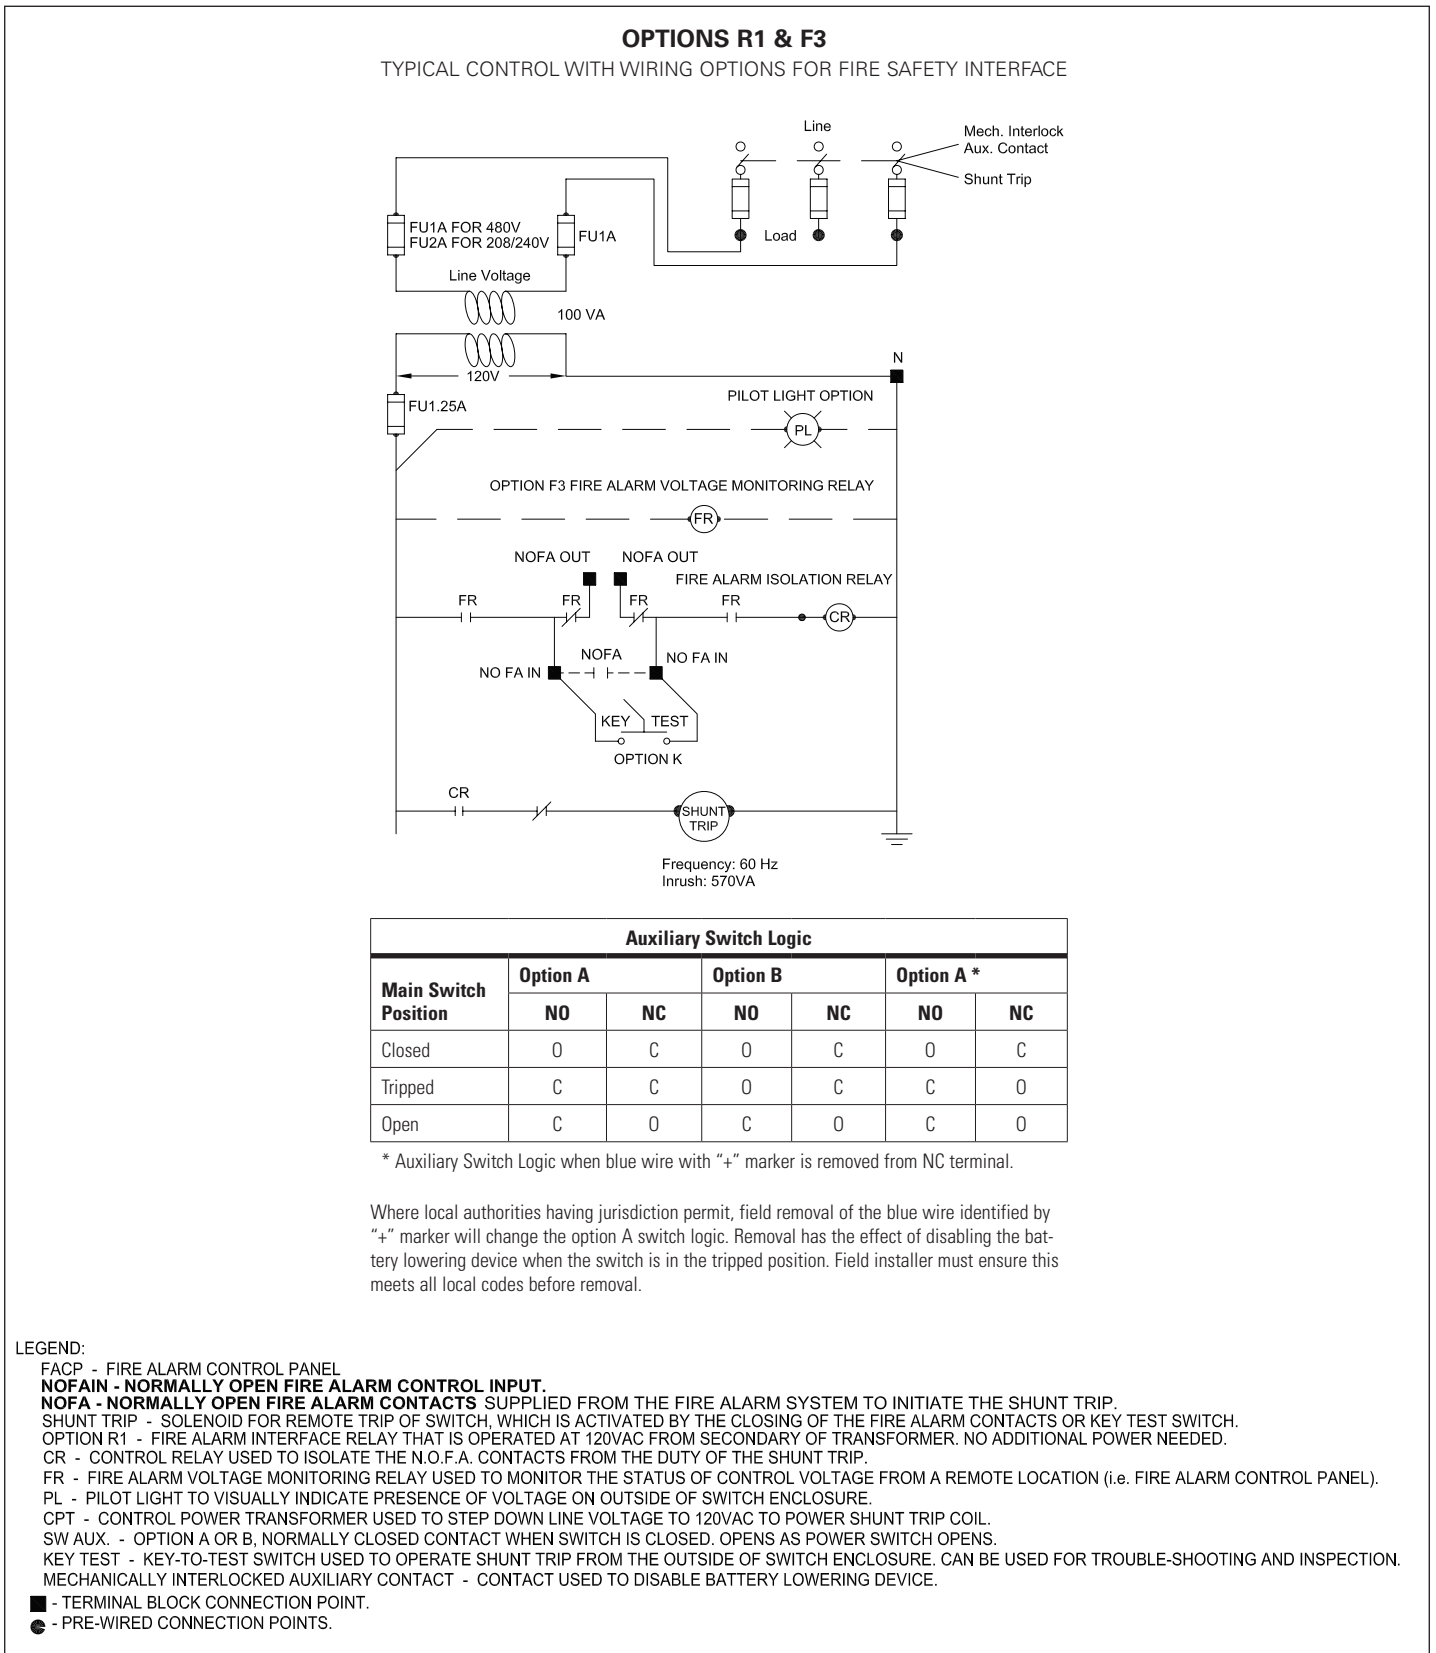 OPTIONS R1 & F3
TYPICAL CONTROL WITH WIRING OPTIONS FOR FIRE SAFETY INTERFACE
Line
Mech. Interlock
Aux. Contact
Shunt Trip
FU1A FOR 480V
FU2A FOR 208/240V
FU1A
Load
Line Voltage
100 VA
120V
N
FU1.25A
PILOT LIGHT OPTION
PL
OPTION F3 FIRE ALARM VOLTAGE MONITORING RELAY
FR
NOFA OUT NOFA OUT
FIRE ALARM ISOLATION RELAY
FR FR FR FR
CR
NO FA IN NOFA NO FA IN
KEY TEST
OPTION K
CR
SHUNT
TRIP
Frequency: 60 Hz
Inrush: 570VA
Auxiliary Switch Logic
Main Switch Position Option A Option B Option A *
NO NC NO NC NO NC
Closed O C O C O C
Tripped C C O C C O
Open C O C O C O
* Auxiliary Switch Logic when blue wire with “+” marker is removed from NC terminal.
Where local authorities having jurisdiction permit, field removal of the blue wire identified by
“+” marker will change the option A switch logic. Removal has the effect of disabling the bat-
tery lowering device when the switch is in the tripped position. Field installer must ensure this
meets all local codes before removal.
LEGEND:
FACP - FIRE ALARM CONTROL PANEL
NOFAIN - NORMALLY OPEN FIRE ALARM CONTROL INPUT.
NOFA - NORMALLY OPEN FIRE ALARM CONTACTS SUPPLIED FROM THE FIRE ALARM SYSTEM TO INITIATE THE SHUNT TRIP.
SHUNT TRIP - SOLENOID FOR REMOTE TRIP OF SWITCH, WHICH IS ACTIVATED BY THE CLOSING OF THE FIRE ALARM CONTACTS OR KEY TEST SWITCH.
OPTION R1 - FIRE ALARM INTERFACE RELAY THAT IS OPERATED AT 120VAC FROM SECONDARY OF TRANSFORMER. NO ADDITIONAL POWER NEEDED.
CR - CONTROL RELAY USED TO ISOLATE THE N.O.F.A. CONTACTS FROM THE DUTY OF THE SHUNT TRIP.
FR - FIRE ALARM VOLTAGE MONITORING RELAY USED TO MONITOR THE STATUS OF CONTROL VOLTAGE FROM A REMOTE LOCATION (i.e. FIRE ALARM CONTROL PANEL).
PL - PILOT LIGHT TO VISUALLY INDICATE PRESENCE OF VOLTAGE ON OUTSIDE OF SWITCH ENCLOSURE.
CPT - CONTROL POWER TRANSFORMER USED TO STEP DOWN LINE VOLTAGE TO 120VAC TO POWER SHUNT TRIP COIL.
SW AUX. - OPTION A OR B, NORMALLY CLOSED CONTACT WHEN SWITCH IS CLOSED. OPENS AS POWER SWITCH OPENS.
KEY TEST - KEY-TO-TEST SWITCH USED TO OPERATE SHUNT TRIP FROM THE OUTSIDE OF SWITCH ENCLOSURE. CAN BE USED FOR TROUBLE-SHOOTING AND INSPECTION.
MECHANICALLY INTERLOCKED AUXILIARY CONTACT - CONTACT USED TO DISABLE BATTERY LOWERING DEVICE.
- TERMINAL BLOCK CONNECTION POINT.
- PRE-WIRED CONNECTION POINTS.